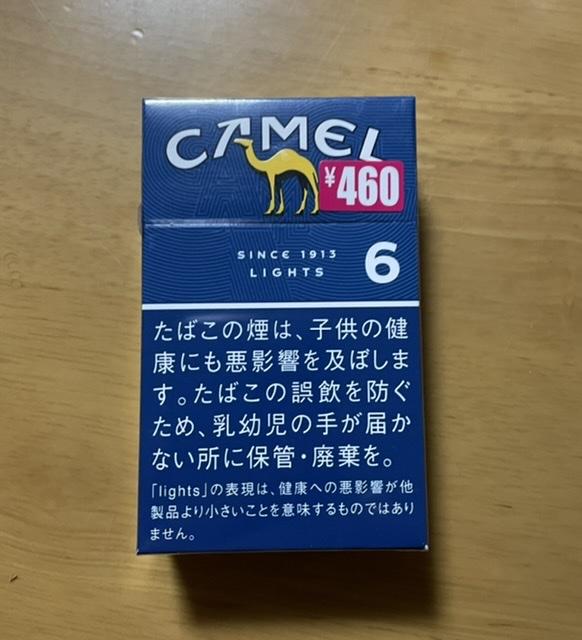 CAMEL
¥460
SINCE 1913
LIGHTS
6
たばこの煙は、子供の健
康にも悪影響を及ぼしま
す。たばこの誤飲を防ぐ
ため、乳幼児の手が届か
ない所に保管・廃棄を。
「lights」の表現は、健康への悪影響が他
製品より小さいことを意味するものではあり
ません。